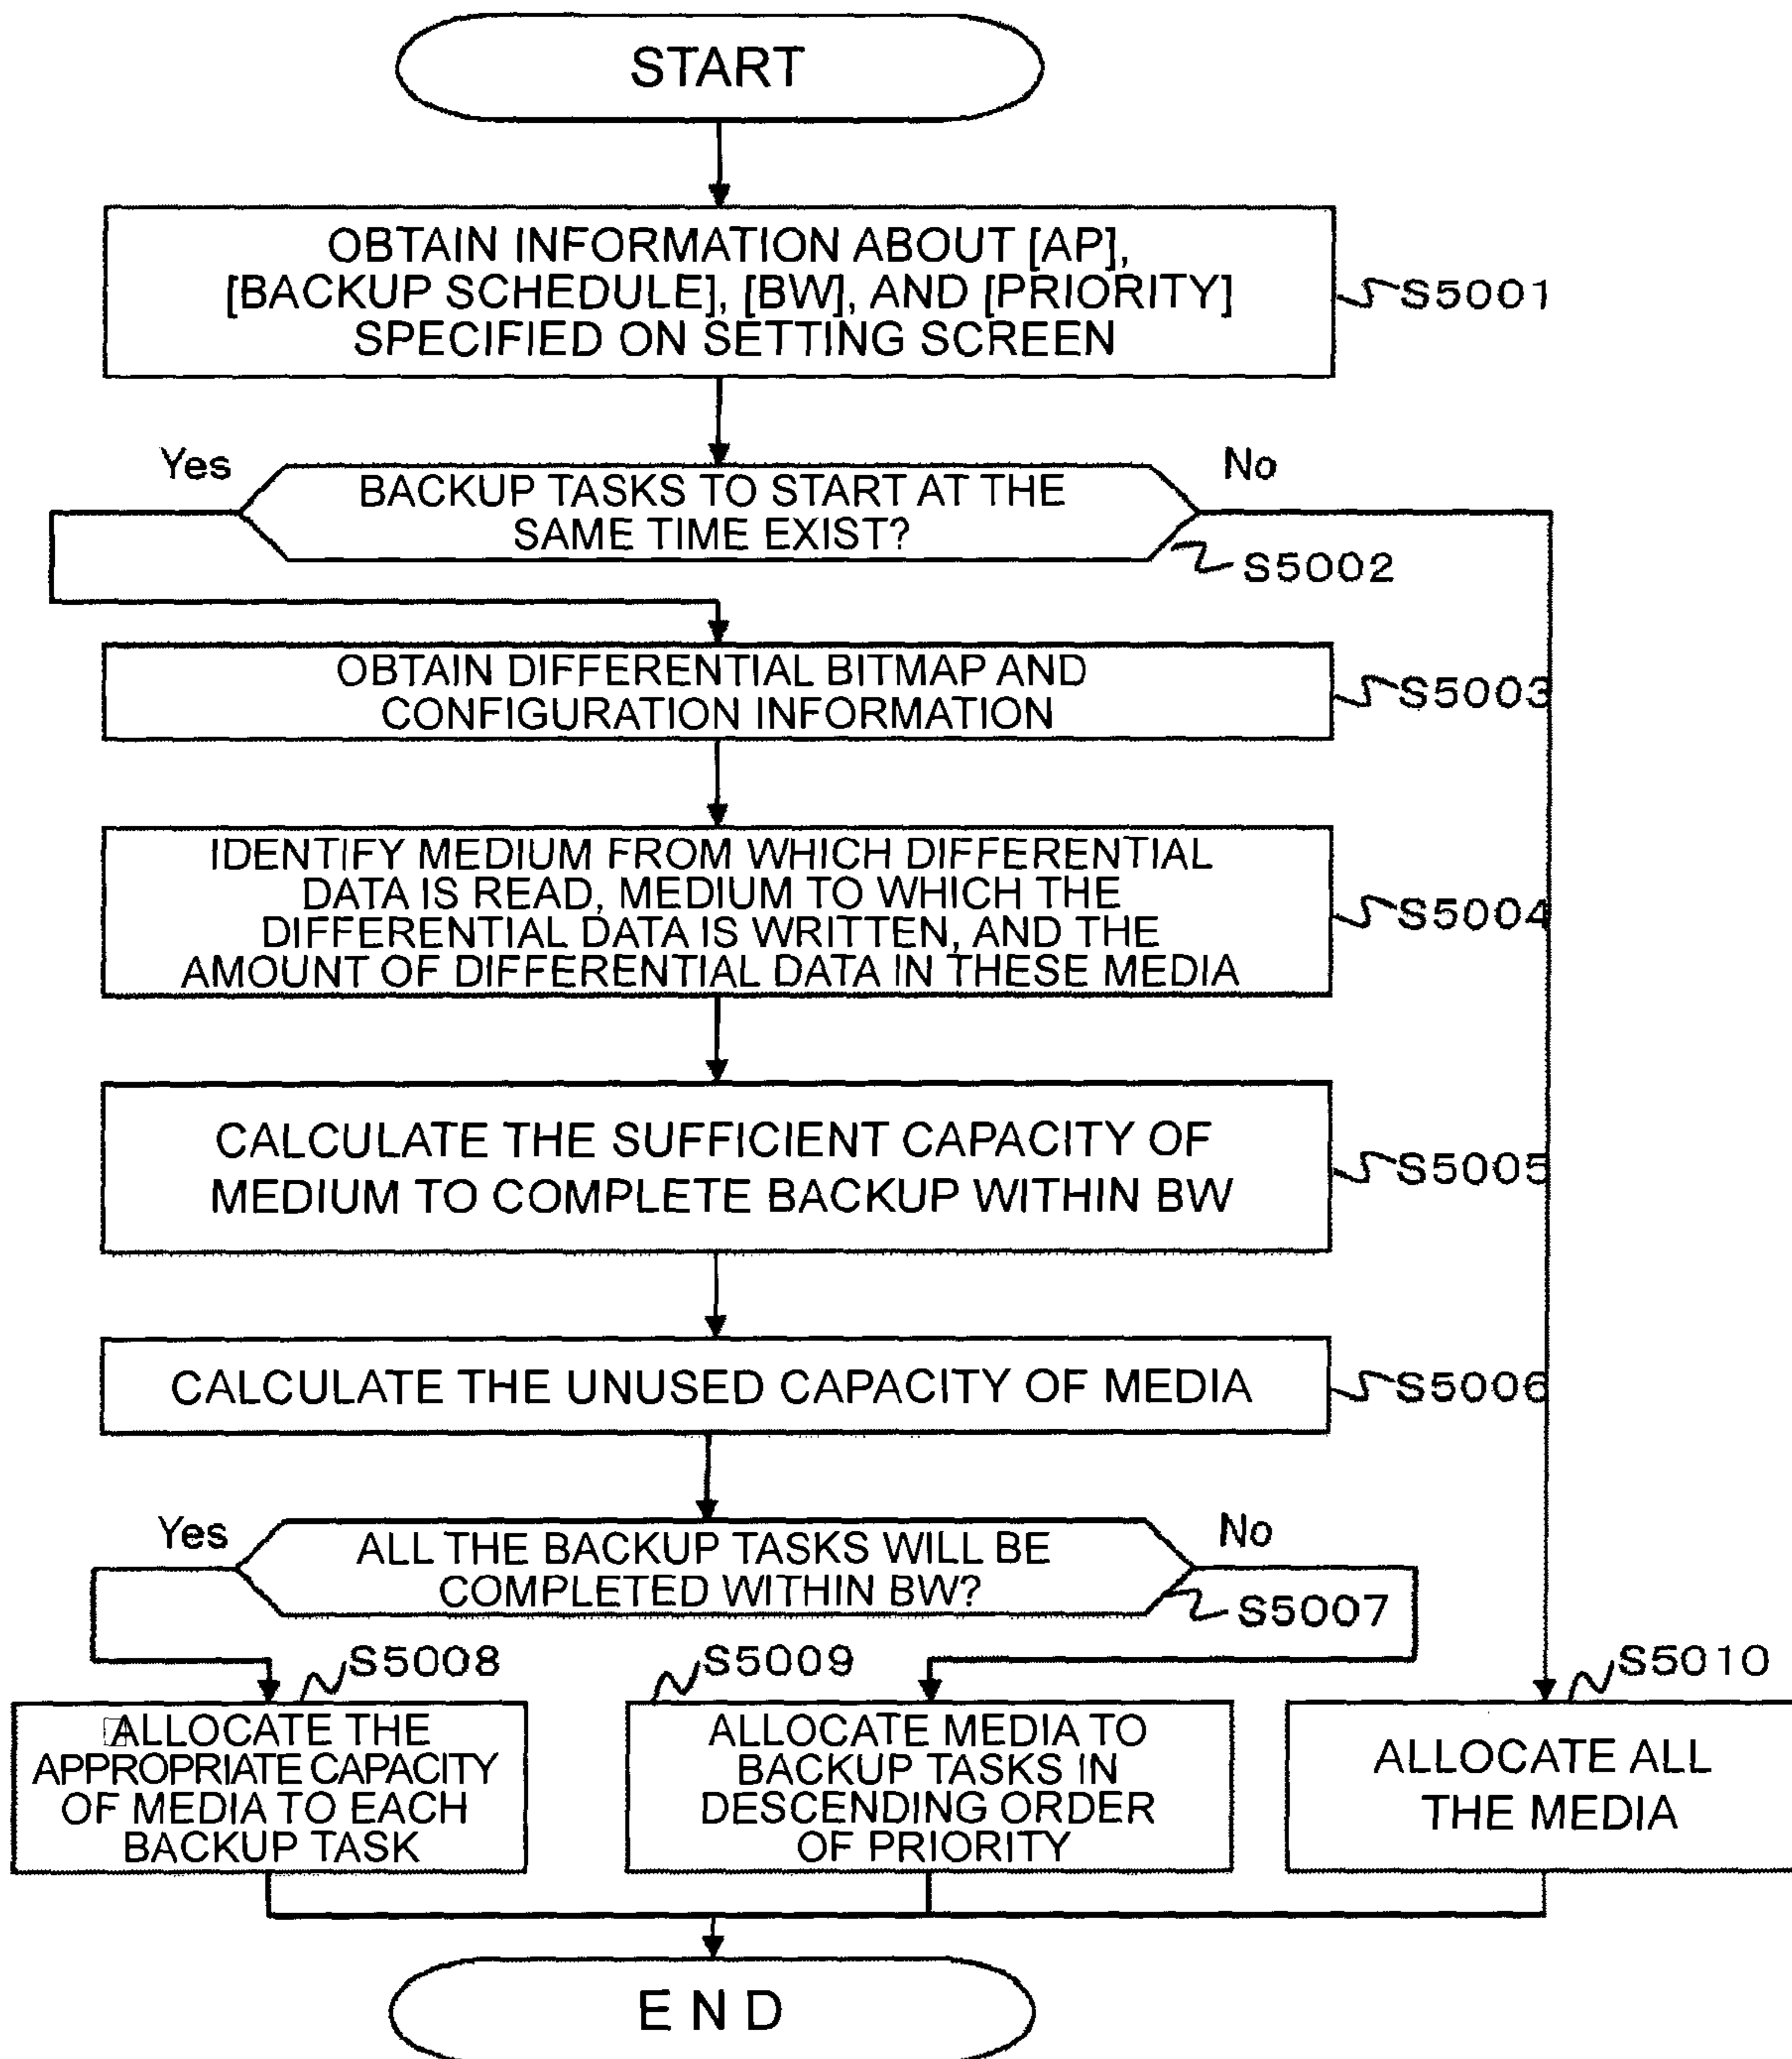 START
OBTAIN INFORMATION ABOUT [AP],
[BACKUP SCHEDULE], [BW], AND [PRIORITY]
SPECIFIED ON SETTING SCREEN
S5001
Yes
No
BACKUP TASKS TO START AT THE
SAME TIME EXIST?
S5002
OBTAIN DIFFERENTIAL BITMAP AND
CONFIGURATION INFORMATION
S5003
IDENTIFY MEDIUM FROM WHICH DIFFERENTIAL
DATA IS READ, MEDIUM TO WHICH THE
DIFFERENTIAL DATA IS WRITTEN, AND THE
AMOUNT OF DIFFERENTIAL DATA IN THESE MEDIA
S5004
CALCULATE THE SUFFICIENT CAPACITY OF
MEDIUM TO COMPLETE BACKUP WITHIN BW
S5005
CALCULATE THE UNUSED CAPACITY OF MEDIA
S5006
Yes
No
ALL THE BACKUP TASKS WILL BE
COMPLETED WITHIN BW?
S5007
S5008
ALLOCATE THE
APPROPRIATE CAPACITY
OF MEDIA TO EACH
BACKUP TASK
S5009
ALLOCATE MEDIA TO
BACKUP TASKS IN
DESCENDING ORDER
OF PRIORITY
S5010
ALLOCATE ALL
THE MEDIA
END